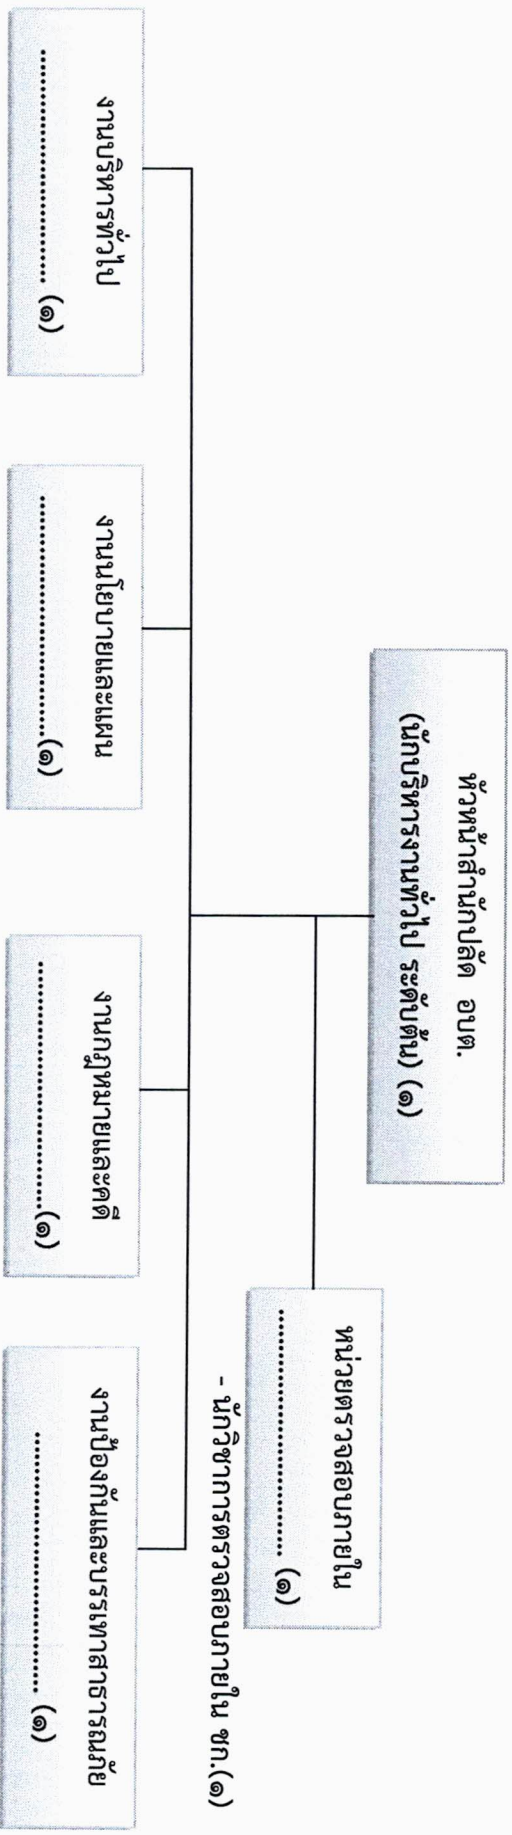 หัวหน้าสำนักปลัด อบต.
(นักบริหารงานทั่วไป ระดับต้น) (๑)
หน่วยตรวจสอบภายใน
........................................ (๑)
- นักวิชาการตรวจสอบภายใน ชก.(๑)
งานบริหารทั่วไป
........................................ (๑)
งานนโยบายและแผน
........................................(๑)
งานกฎหมายและคดี
........................................(๑)
งานป้องกันและบรรเทาสาธารณภัย
........................................ (๑)